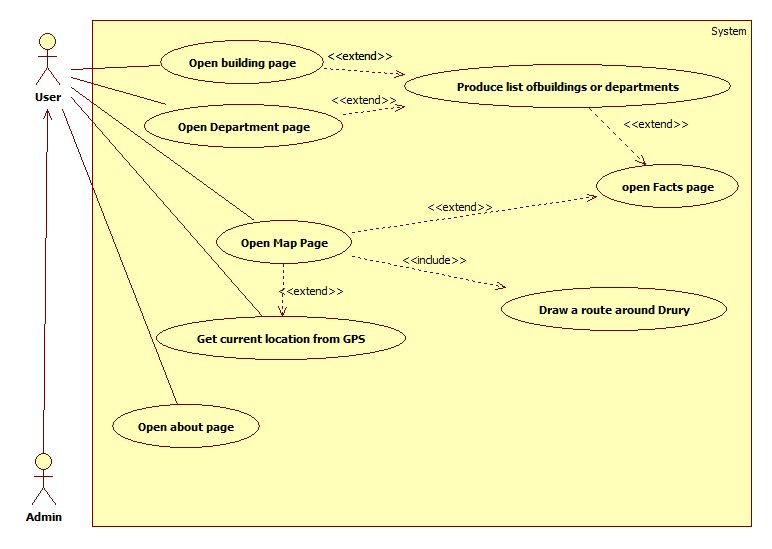 System
Open building page
<<extend>>
Produce list ofbuildings or departments
User
<<extend>>
Open Department page
<<extend>>
open Facts page
<<extend>>
Open Map Page
<<include>>
<<extend>>
Draw a route around Drury
Get current location from GPS
Open about page
Admin